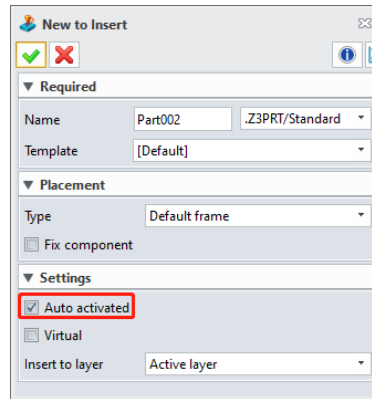 New to Insert
Required
Name Part002 .Z3PRT/Standard
Template [Default]
Placement
Type Default frame
Fix component
Settings
Auto activated
Virtual
Insert to layer Active layer